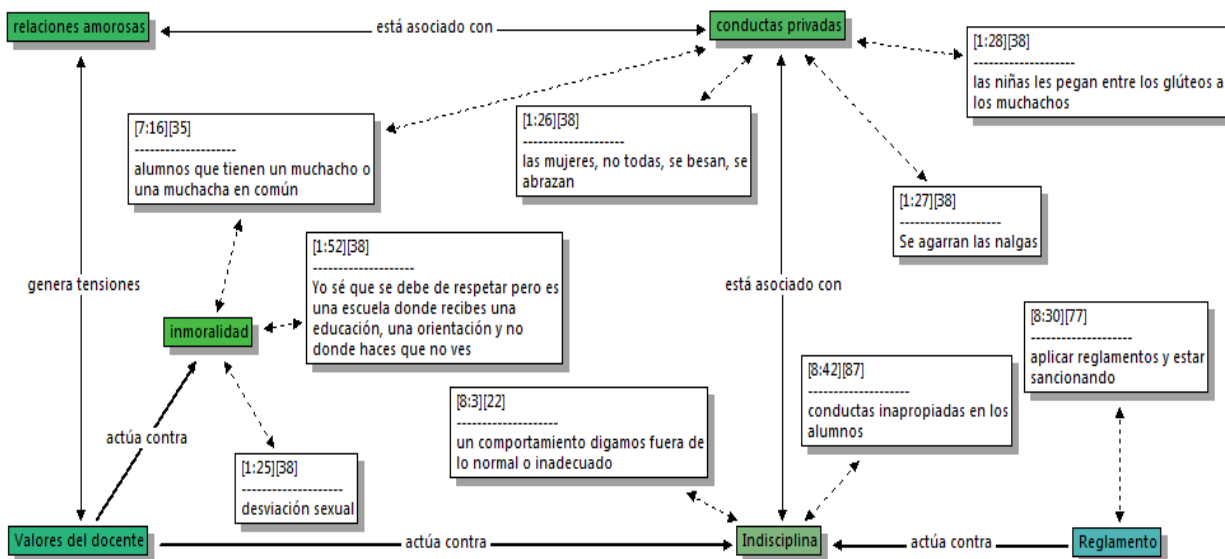 relaciones amorosas
está asociado con
conductas privadas
[1:28][38]
--------------------
las niñas les pegan entre los glúteos a
los muchachos
[7:16][35]
--------------------
alumnos que tienen un muchacho o
una muchacha en común
[1:26][38]
--------------------
las mujeres, no todas, se besan, se
abrazan
[1:27][38]
--------------------
Se agarran las nalgas
genera tensiones
[1:52][38]
--------------------
Yo sé que se debe de respetar pero es
una escuela donde recibes una
educación, una orientación y no
donde haces que no ves
está asociado con
inmoralidad
[8:30][77]
--------------------
aplicar reglamentos y estar
sancionando
[8:42][87]
--------------------
conductas inapropiadas en los
alumnos
[8:3][22]
--------------------
un comportamiento digamos fuera de
lo normal o inadecuado
actúa contra
[1:25][38]
--------------------
desviación sexual
Valores del docente
actúa contra
Indisciplina
actúa contra
Reglamento